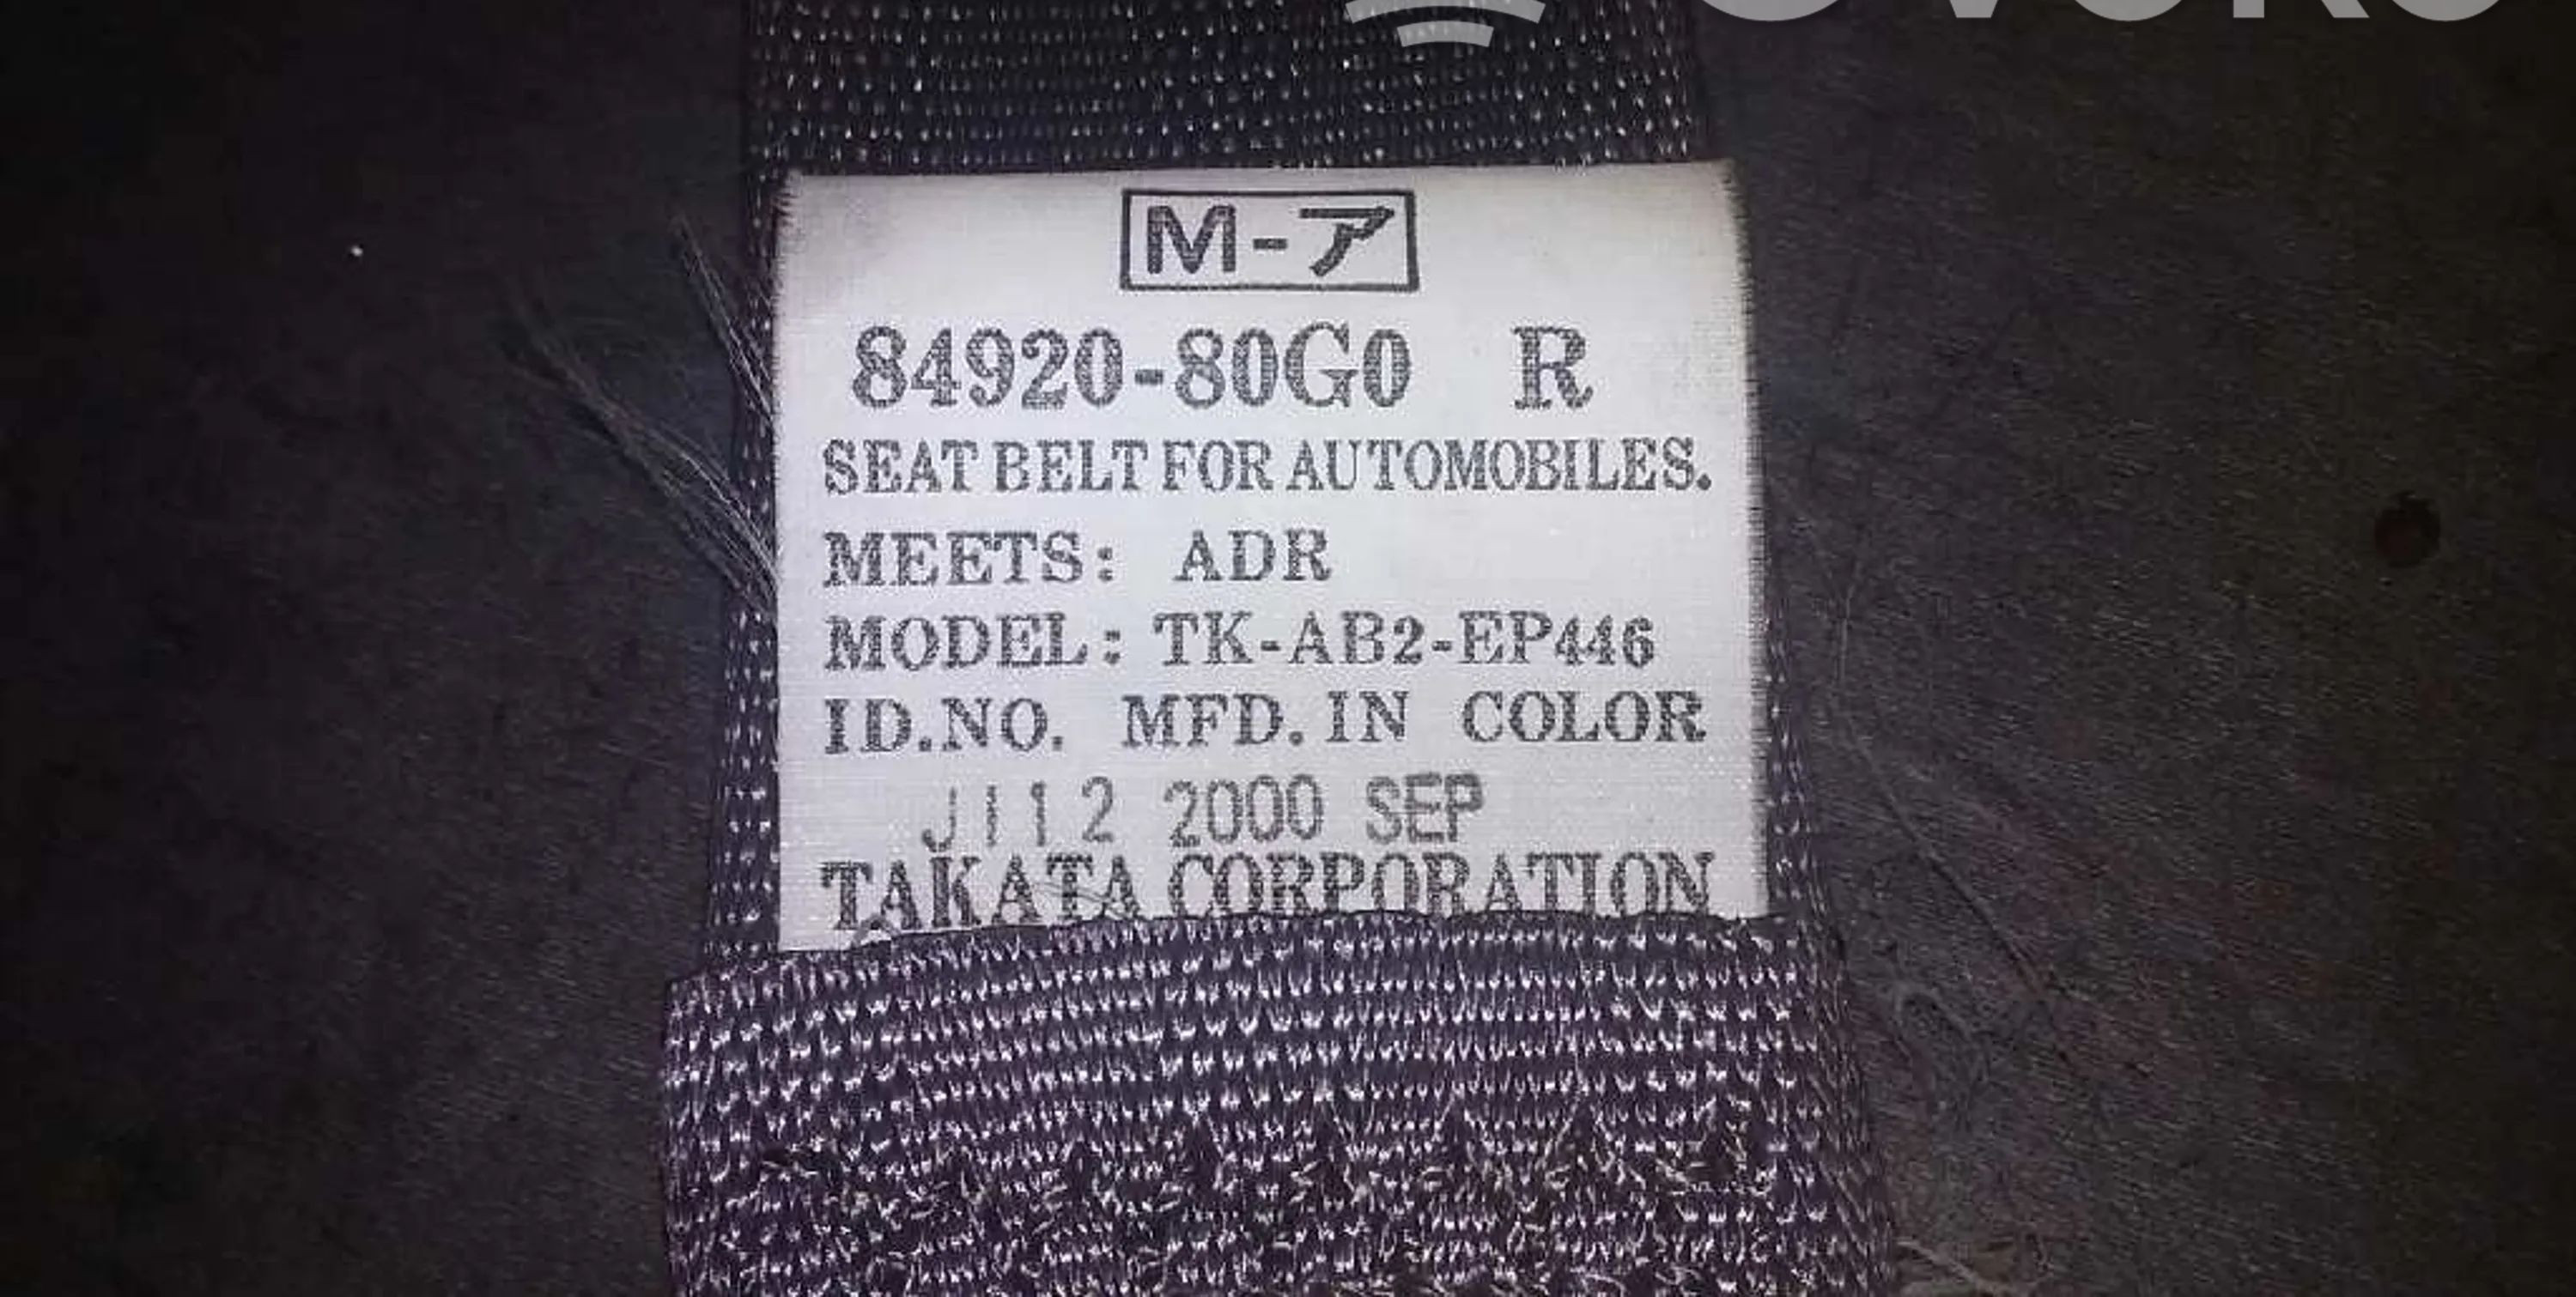 M-ア
84920-80G0 R
SEAT BELT FOR AUTOMOBILES.
MEETS: ADR
MODEL: TK-AB2-EP446
ID.NO. MFD. IN COLOR
J112 2000 SEP
TAKATA CORPORATION